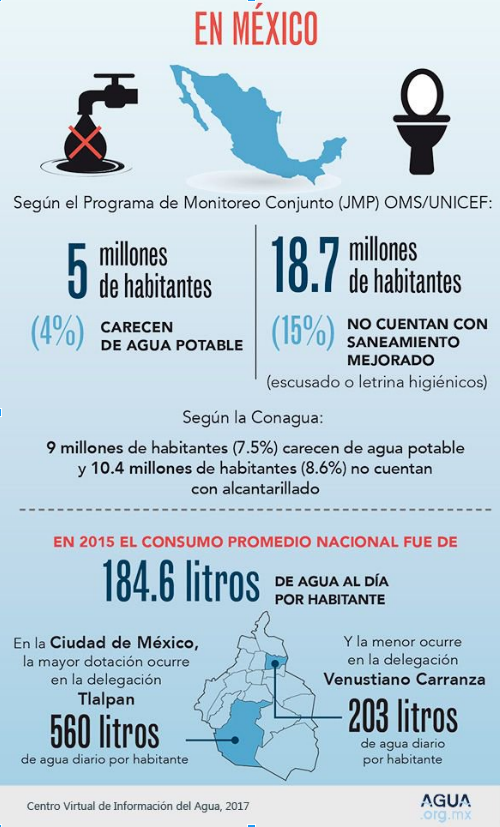 EN MÉXICO
Según el Programa de Monitoreo Conjunto (JMP) OMS/UNICEF:
5 millones
de habitantes
(4%) CARECEN
DE AGUA POTABLE
18.7 millones
de habitantes
(15%) NO CUENTAN CON
SANEAMIENTO
MEJORADO
(escusado o letrina higiénicos)
Según la Conagua:
9 millones de habitantes (7.5%) carecen de agua potable
y 10.4 millones de habitantes (8.6%) no cuentan
con alcantarillado
EN 2015 EL CONSUMO PROMEDIO NACIONAL FUE DE
184.6 litros DE AGUA AL DÍA
POR HABITANTE
En la Ciudad de México,
la mayor dotación ocurre
en la delegación
Tlalpan
560 litros
de agua diario por habitante
Y la menor ocurre
en la delegación
Venustiano Carranza
203 litros
de agua diario
por habitante
Centro Virtual de Información del Agua, 2017
AGUA
.org.mx